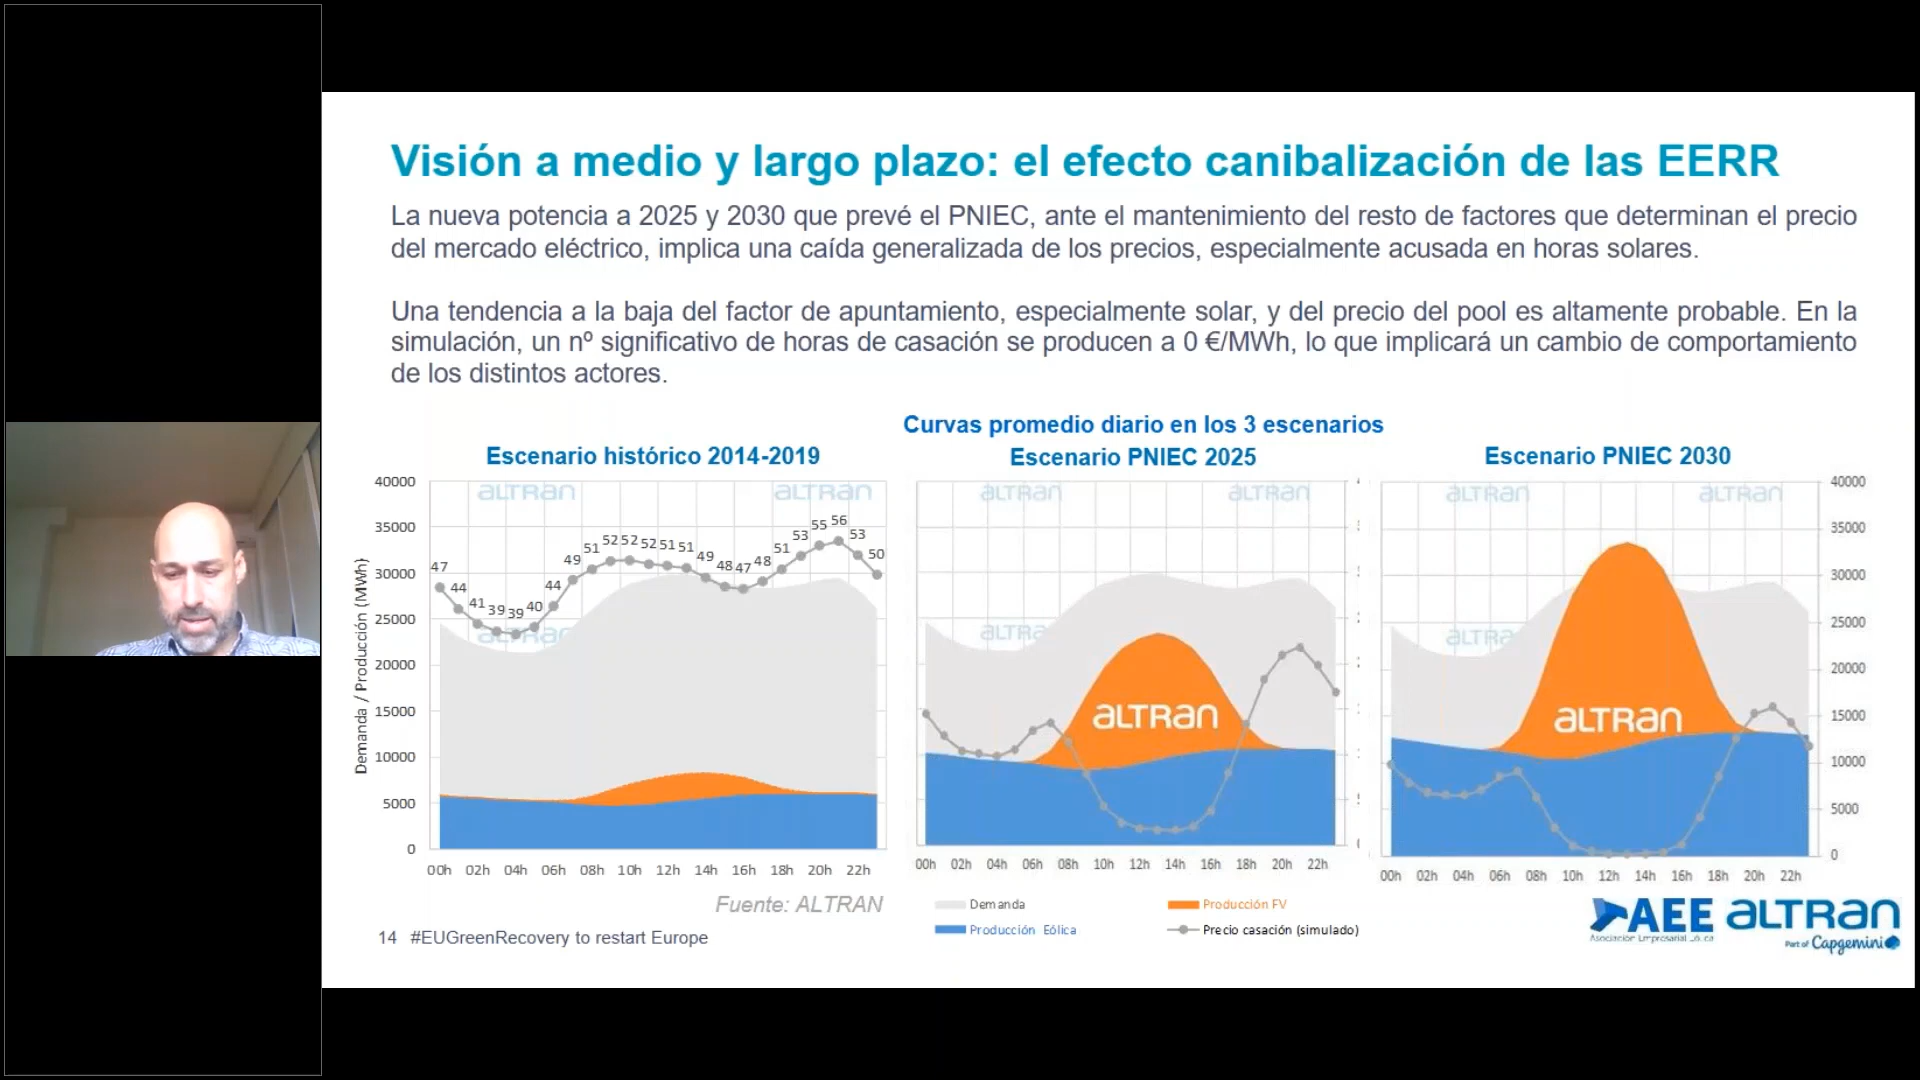 Visión a medio y largo plazo: el efecto canibalización de las EERR
La nueva potencia a 2025 y 2030 que prevé el PNIEC, ante el mantenimiento del resto de factores que determinan el precio
del mercado eléctrico, implica una caída generalizada de los precios, especialmente acusada en horas solares.
Una tendencia a la baja del factor de apuntamiento, especialmente solar, y del precio del pool es altamente probable. En la
simulación, un nº significativo de horas de casación se producen a 0 €/MWh, lo que implicará un cambio de comportamiento
de los distintos actores.
Curvas promedio diario en los 3 escenarios
Escenario histórico 2014-2019
Demanda / Producción (MWh)
40000
35000
30000
25000
20000
15000
10000
5000
0
ALTRAN ALTRAN
ALTRAN
47 44 41 39 39 40 44 49 51 52 52 52 51 51 49 48 47 48 51 53 55 56 53 50
00h 02h 04h 06h 08h 10h 12h 14h 16h 18h 20h 22h
Fuente: ALTRAN
Escenario PNIEC 2025
ALTRAN ALTRAN
ALTRA
ALTRAN
00h 02h 04h 06h 08h 10h 12h 14h 16h 18h 20h 22h
Escenario PNIEC 2030
ALTRAN ALTRAN
ALTRA
ALTRAN
40000
35000
30000
25000
20000
15000
10000
5000
0
00h 02h 04h 06h 08h 10h 12h 14h 16h 18h 20h 22h
Demanda
Producción FV
Producción Eólica
Precio casación (simulado)
14 #EUGreenRecovery to restart Europe
AEE
Asociación Empresarial
ALTRAN
Part of Capgemini